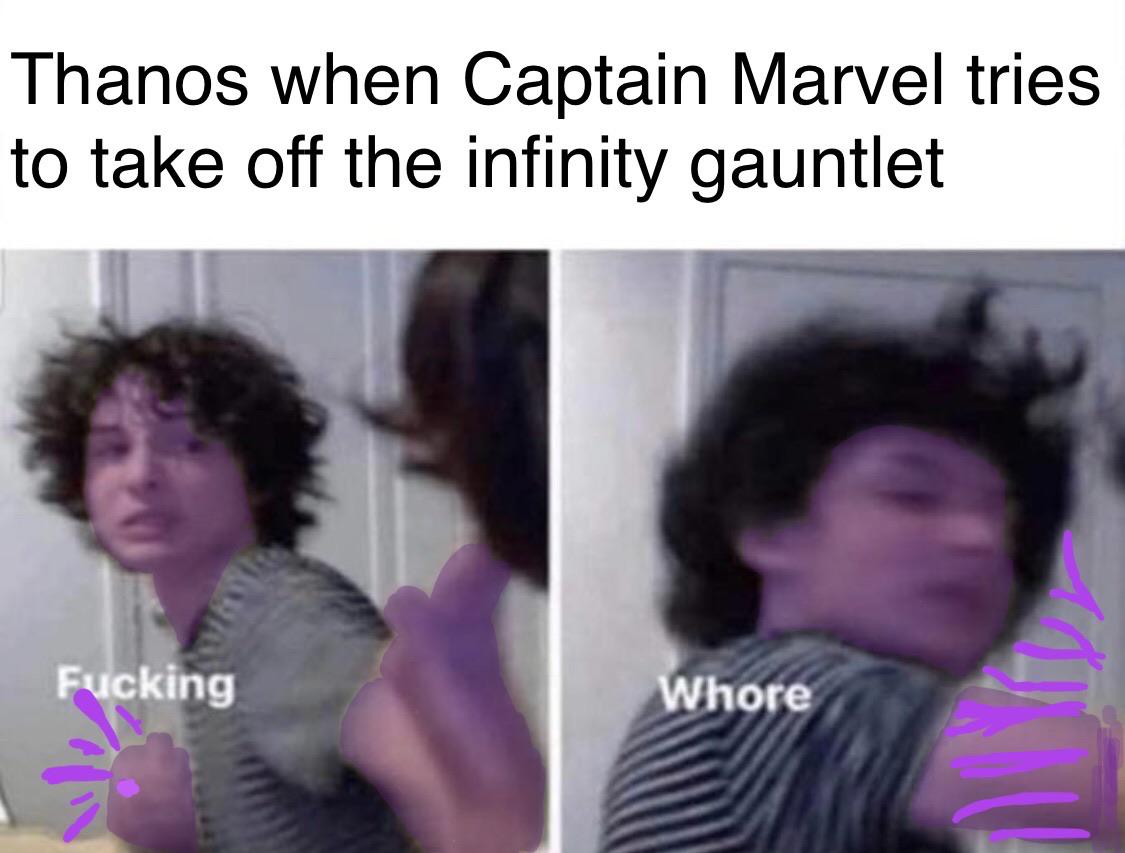 Thanos when Captain Marvel tries
to take off the infinity gauntlet
Fucking
Whore